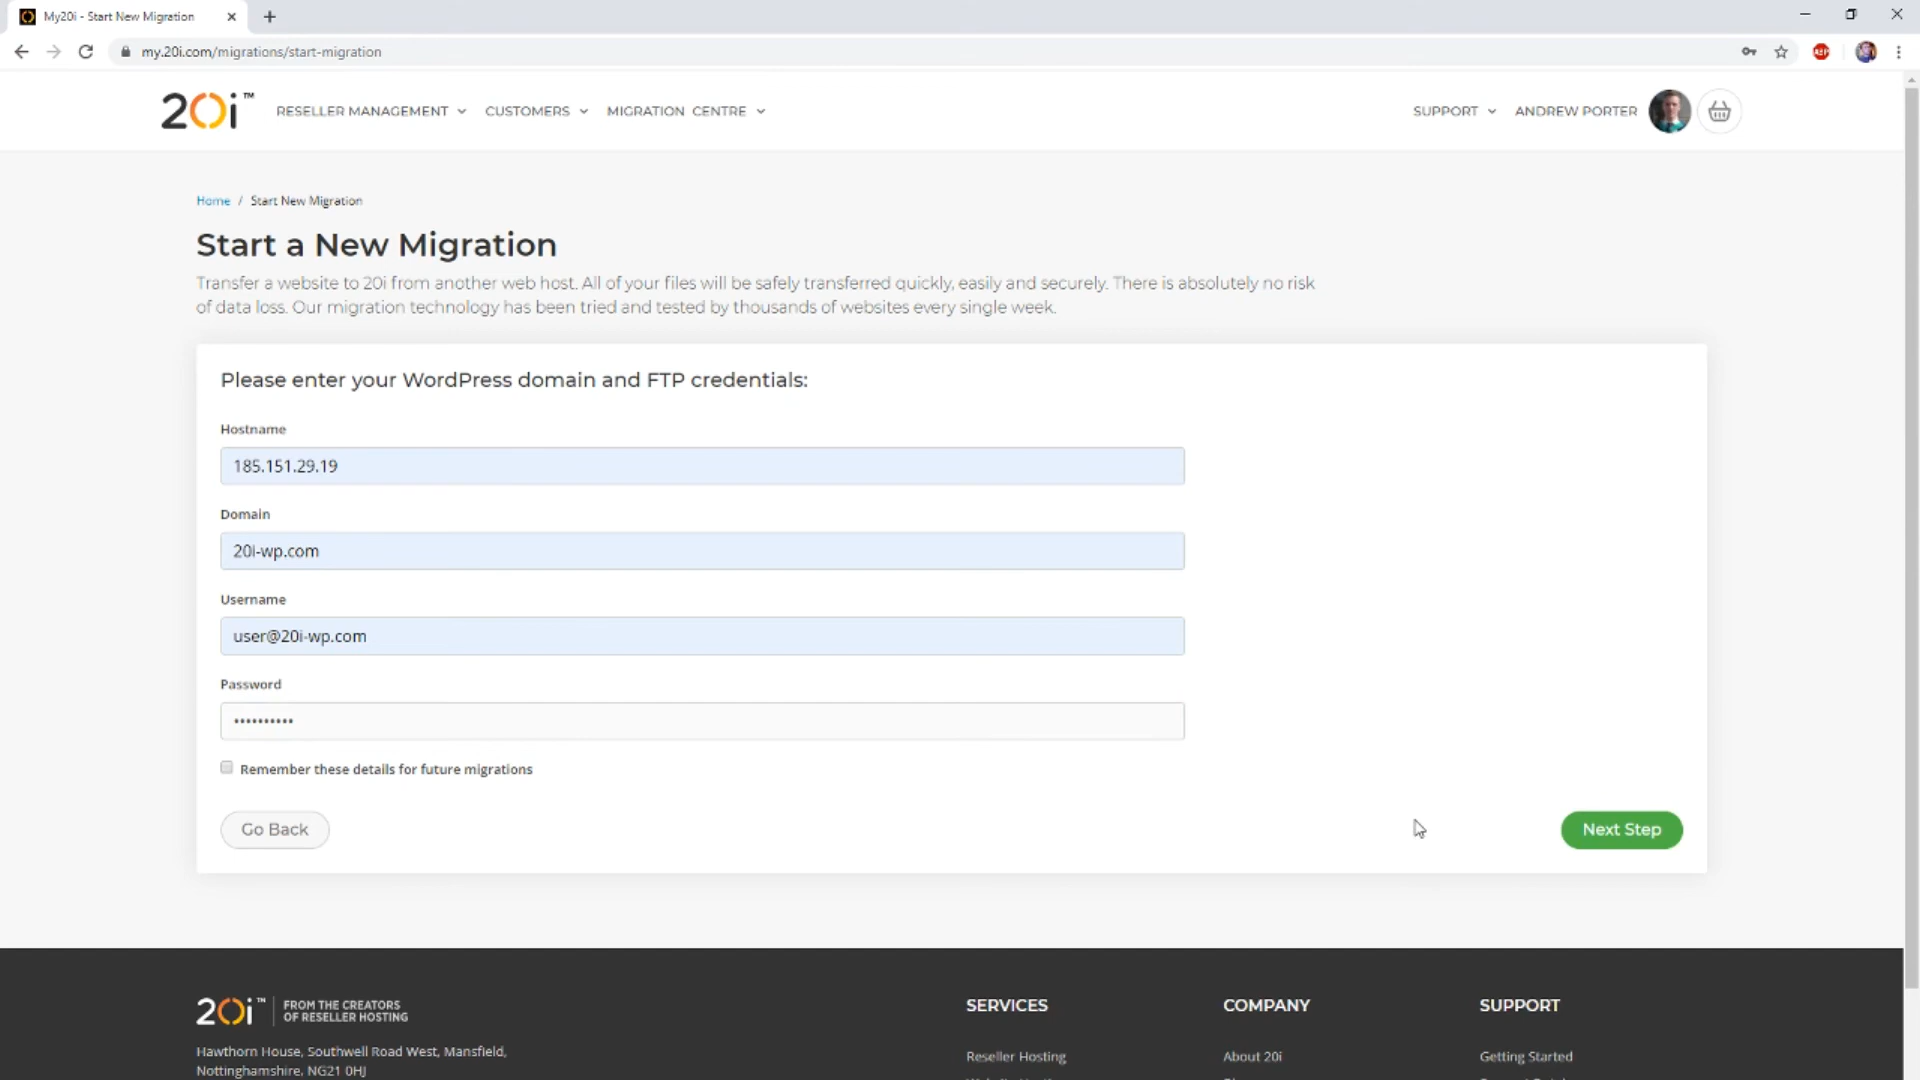 My20i - Start New Migration
my.20i.com/migrations/start-migration
ABP
20i™
RESELLER MANAGEMENT
CUSTOMERS
MIGRATION CENTRE
SUPPORT
ANDREW PORTER
Home / Start New Migration
Start a New Migration
Transfer a website to 20i from another web host. All of your files will be safely transferred quickly, easily and securely. There is absolutely no risk
of data loss. Our migration technology has been tried and tested by thousands of websites every single week.
Please enter your WordPress domain and FTP credentials:
Hostname
185.151.29.19
Domain
20i-wp.com
Username
user@20i-wp.com
Password
••••••••••
Remember these details for future migrations
Go Back
Next Step
20i™
FROM THE CREATORS
OF RESELLER HOSTING
Hawthorn House, Southwell Road West, Mansfield,
Nottinghamshire, NG21 0HJ
SERVICES
Reseller Hosting
COMPANY
About 20i
SUPPORT
Getting Started